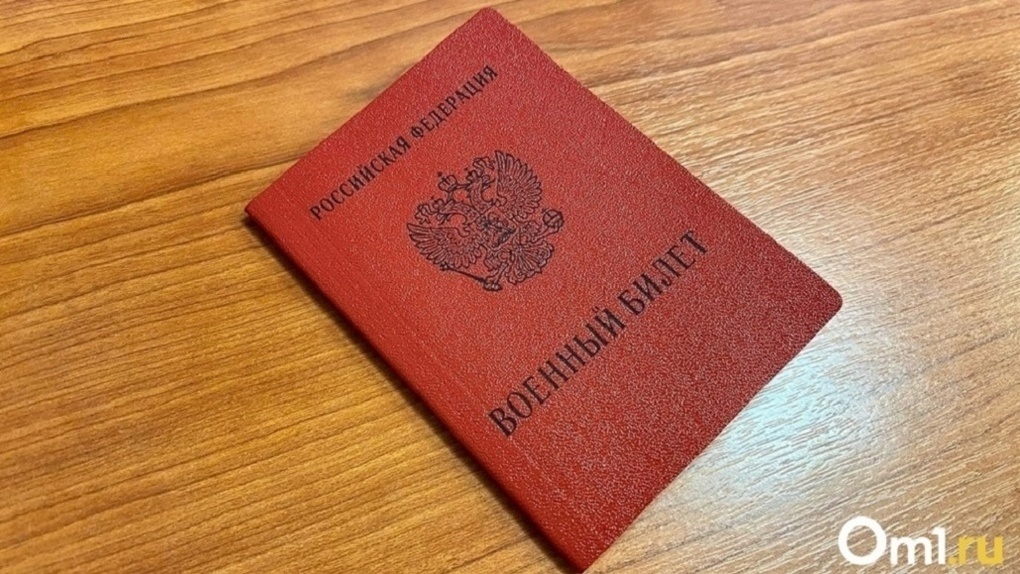 РОССИЙСКАЯ ФЕДЕРАЦИЯ
ВОЕННЫЙ БИЛЕТ
Om1.ru